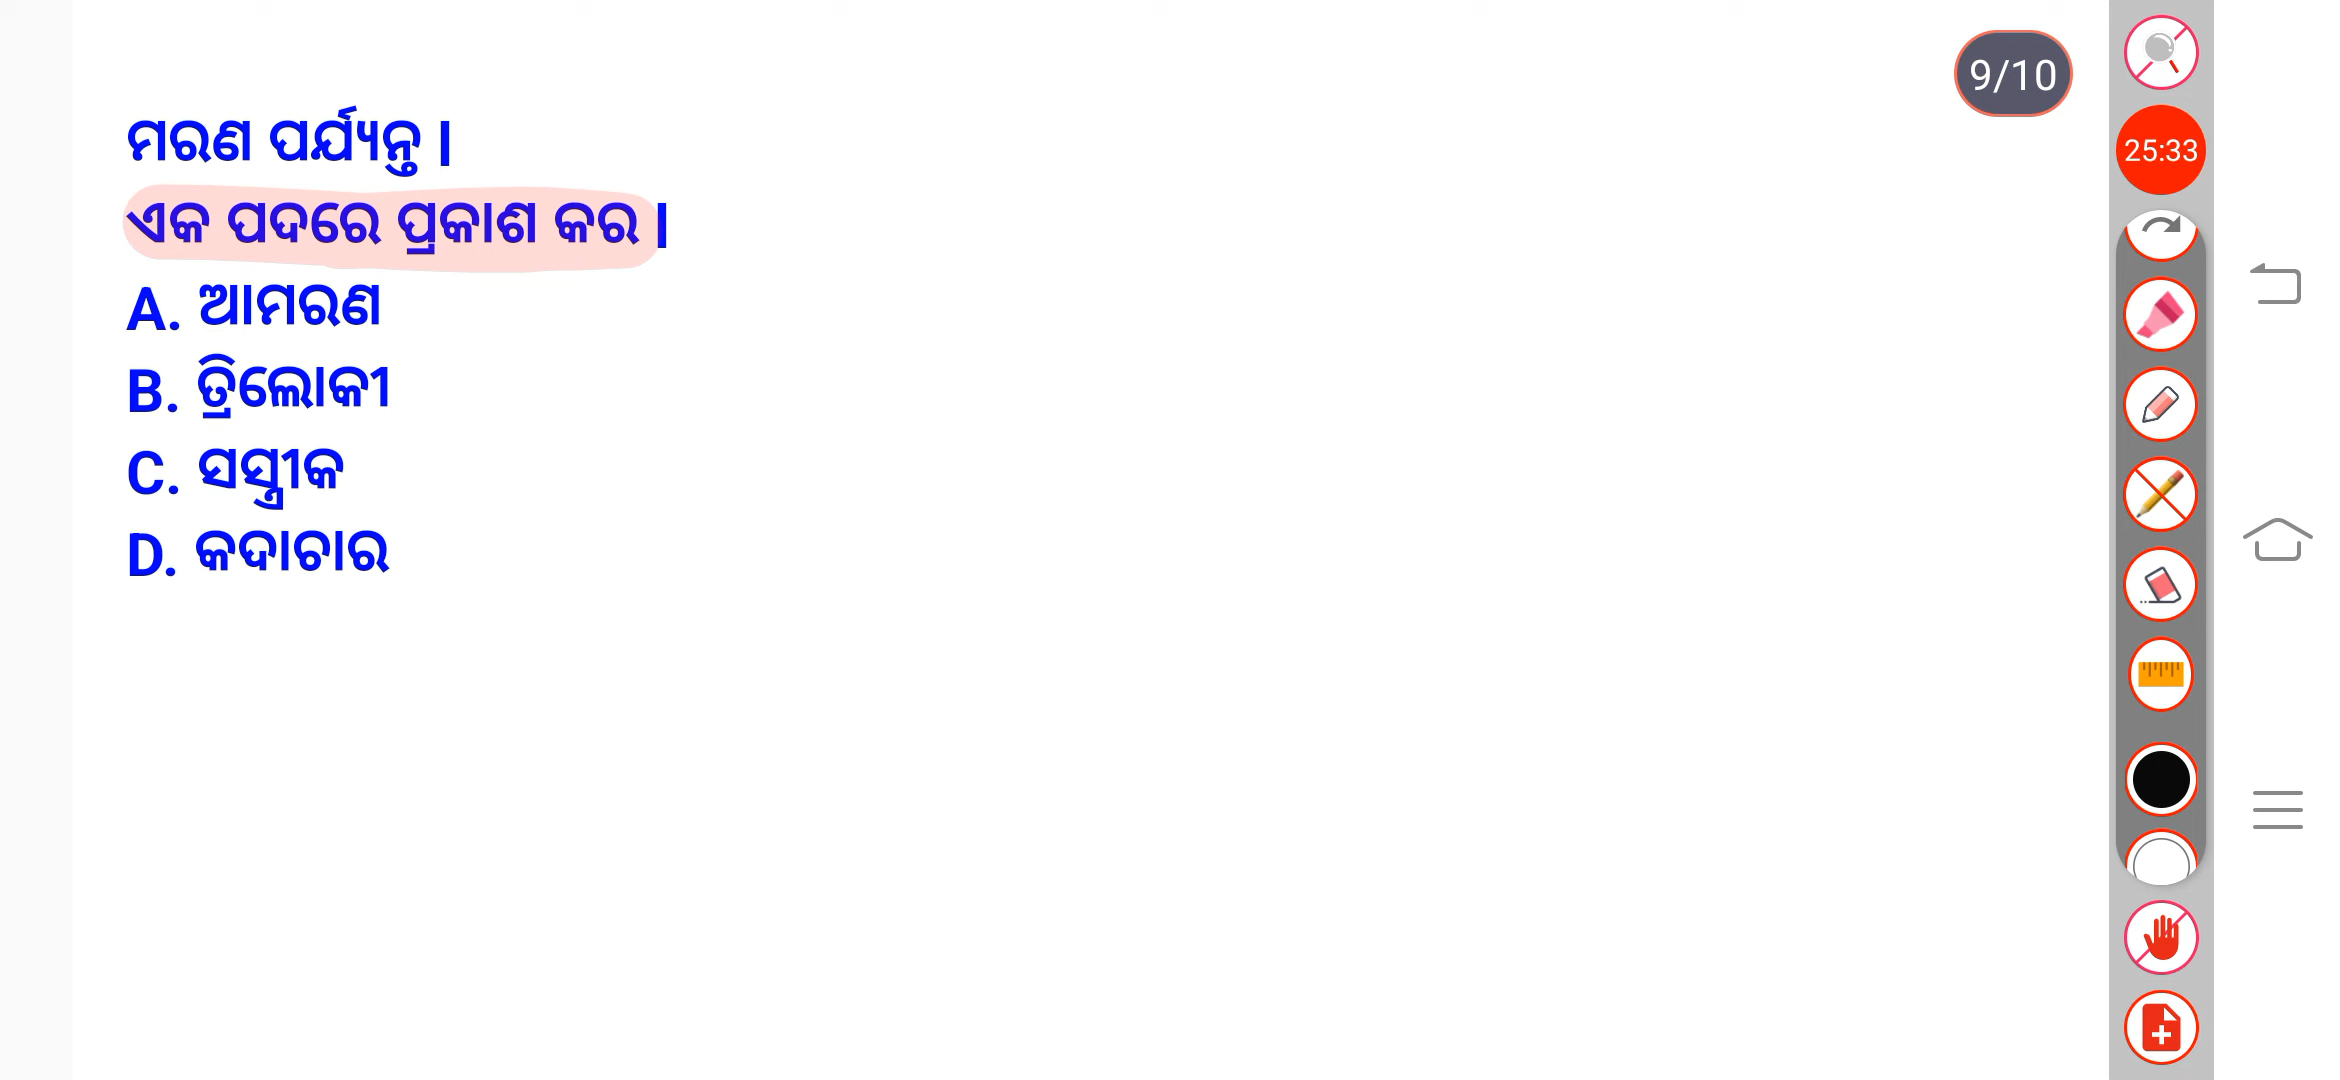 9/10
25:33
ମରଣ ପର୍ଯ୍ୟନ୍ତ ।
ଏକ ପଦରେ ପ୍ରକାଶ କର ।
A. ଆମରଣ
B. ତ୍ରିଲୋକୀ
C. ସସ୍ତ୍ରୀକ
D. କଦାଚାର